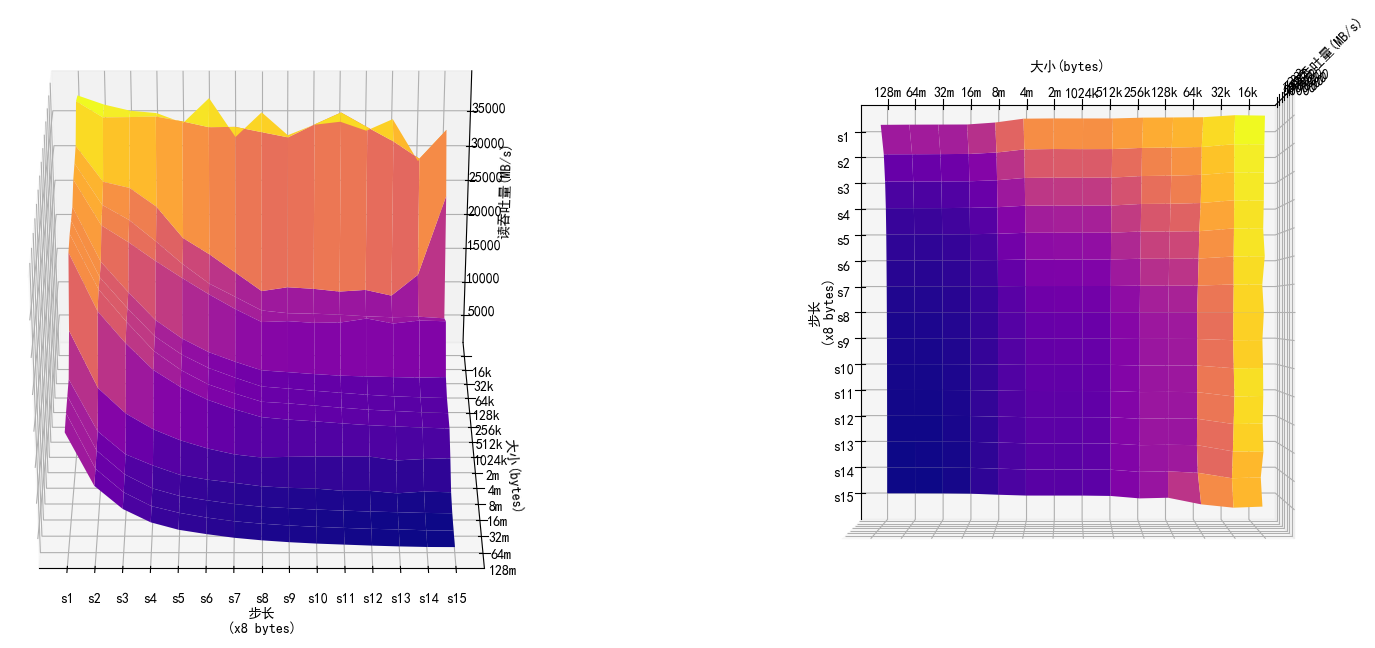 35000
30000
25000
20000
15000
10000
5000
读吞吐量(MB/s)
16k
32k
64k
128k
256k
512k
1024k
2m
4m
8m
16m
32m
64m
128m
大小(bytes)
s1 s2 s3 s4 s5 s6 s7 s8 s9 s10 s11 s12 s13 s14 s15
步长
(x8 bytes)
大小(bytes)
128m 64m 32m 16m 8m 4m 2m 1024k 512k 256k 128k 64k 32k 16k
吞吐量(MB/s)
s1
s2
s3
s4
s5
s6
s7
s8
s9
s10
s11
s12
s13
s14
s15
步长
(x8 bytes)